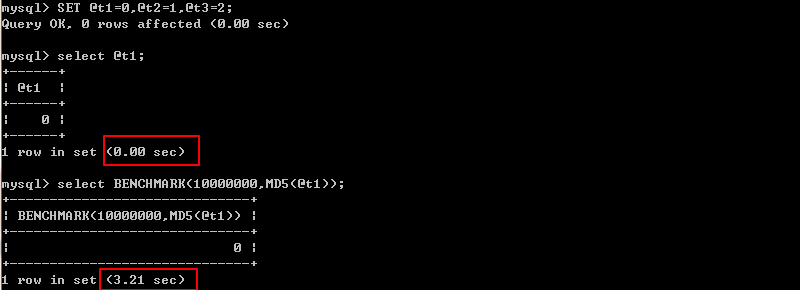 mysql> SET @t1=0,@t2=1,@t3=2;
Query OK, 0 rows affected (0.00 sec)
mysql> select @t1;
+------+
| @t1  |
+------+
|    0 |
+------+
1 row in set (0.00 sec)
mysql> select BENCHMARK(10000000,MD5(@t1));
+------------------------------+
| BENCHMARK(10000000,MD5(@t1)) |
+------------------------------+
|                            0 |
+------------------------------+
1 row in set (3.21 sec)